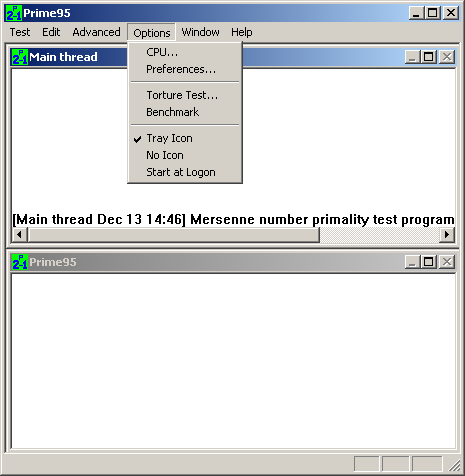 Prime95
Test Edit Advanced Options Window Help
Main thread
CPU...
Preferences...
Torture Test...
Benchmark
Tray Icon
No Icon
Start at Logon
[Main thread Dec 13 14:46] Mersenne number primality test program
Prime95